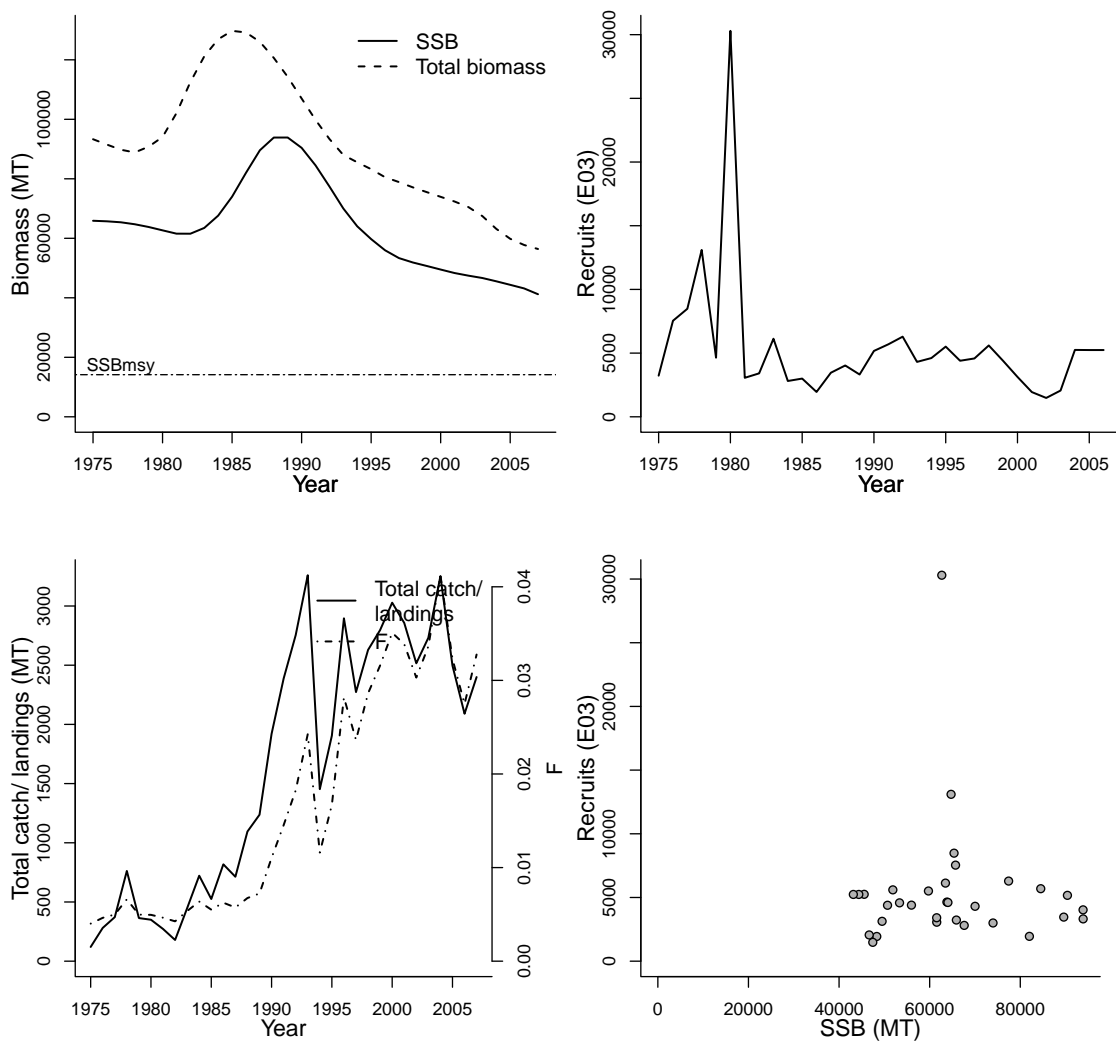 SSB
Total biomass
Biomass (MT)
0
20000
60000
100000
SSBmsy
1975 1980 1985 1990 1995 2000 2005
Year
Recruits (E03)
0
5000
10000
20000
30000
1975 1980 1985 1990 1995 2000 2005
Year
Total catch/ landings (MT)
0
500
1000
1500
2000
2500
3000
Total catch/
landings
F
0.00
0.01
0.02
0.03
0.04
F
1975 1980 1985 1990 1995 2000 2005
Year
Recruits (E03)
0
5000
10000
20000
30000
0 20000 40000 60000 80000
SSB (MT)